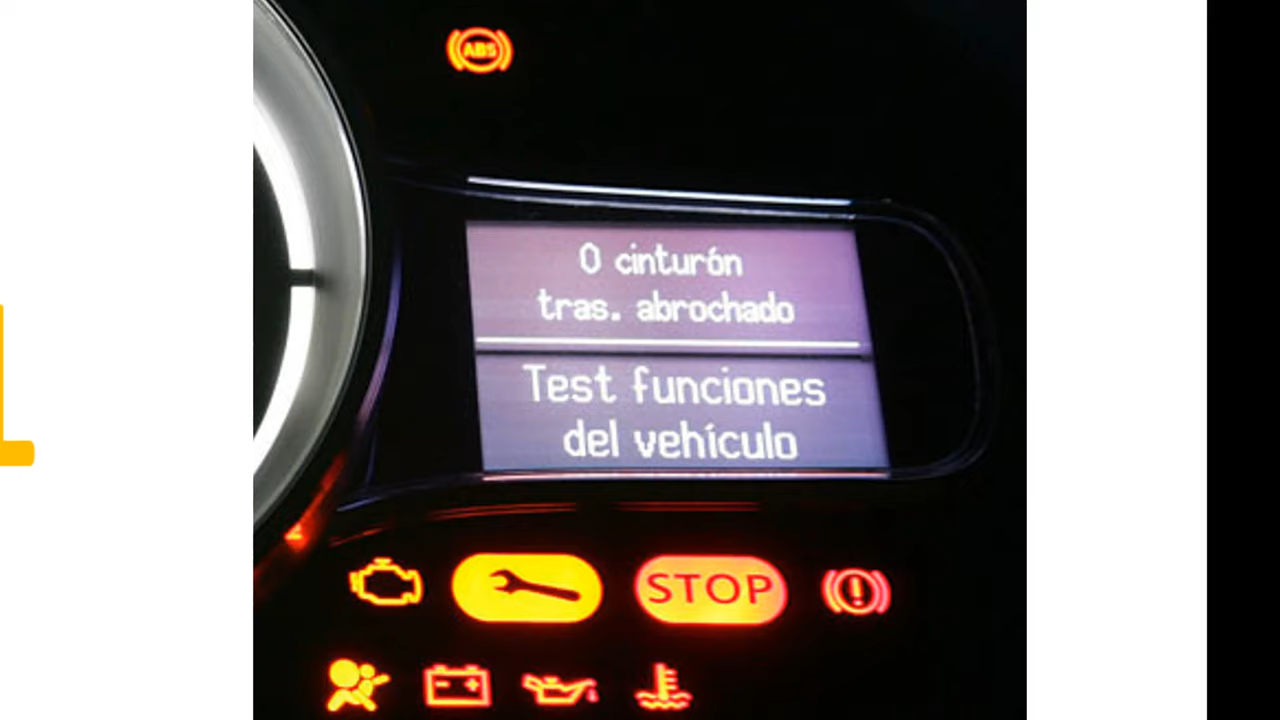 ABS
0 cinturón
tras. abrochado
Test funciones
del vehículo
STOP